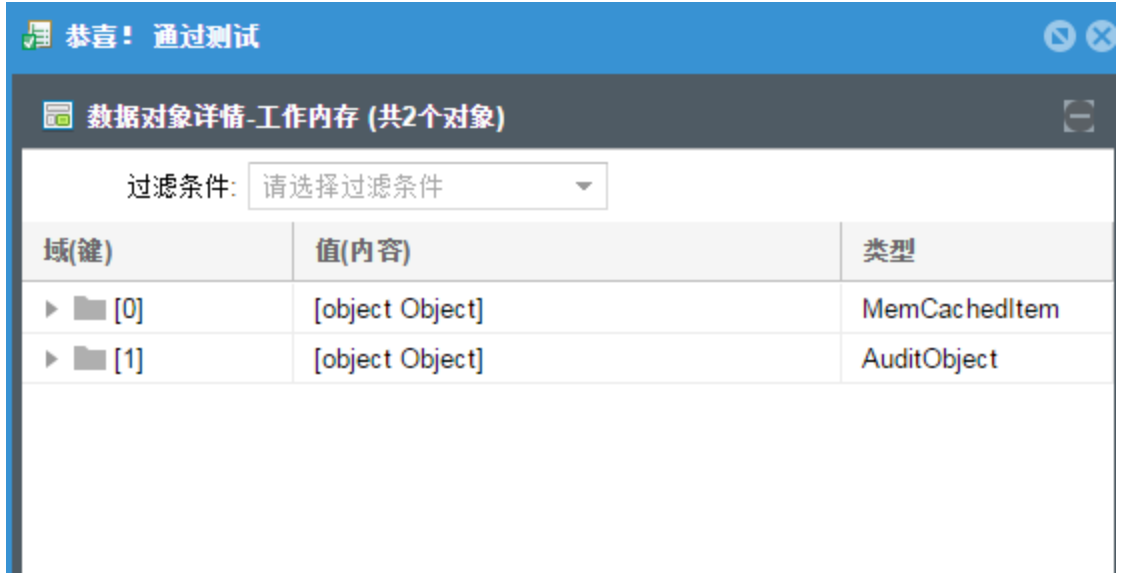 恭喜！ 通过测试
数据对象详情-工作内存 (共2个对象)
过滤条件: 请选择过滤条件
域(键) 值(内容) 类型
[0] [object Object] MemCachedItem
[1] [object Object] AuditObject